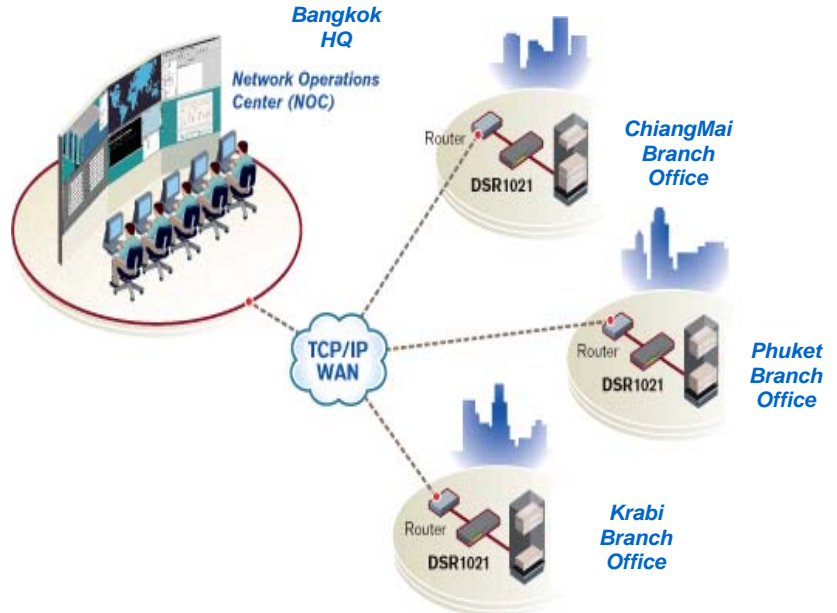 Bangkok
HQ
Network Operations
Center (NOC)
Router
DSR1021
ChiangMai
Branch
Office
TCP/IP
WAN
Router
DSR1021
Phuket
Branch
Office
Router
DSR1021
Krabi
Branch
Office